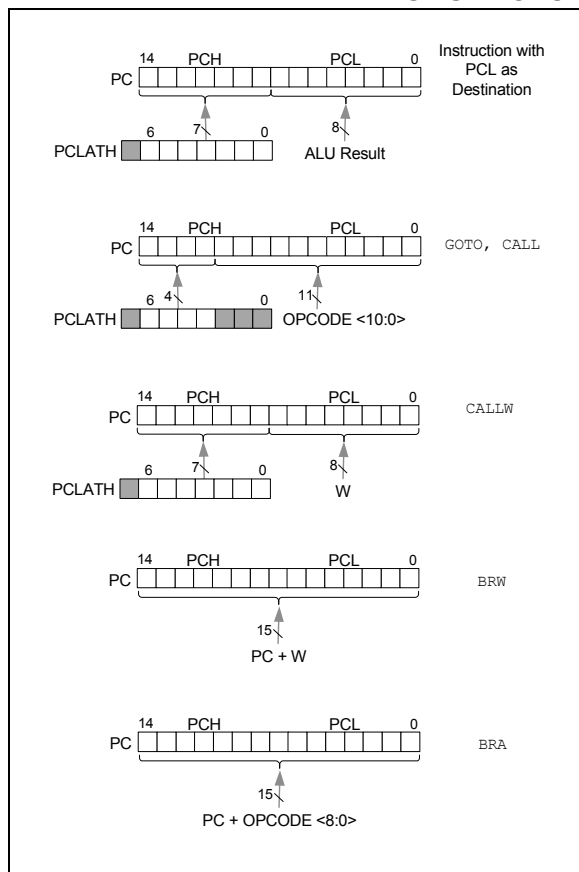 14 PCH PCL 0
PC
Instruction with
PCL as
Destination
6 7 0 8
PCLATH
ALU Result
14 PCH PCL 0
PC
GOTO, CALL
6 4 0 11
PCLATH
OPCODE <10:0>
14 PCH PCL 0
PC
CALLW
6 7 0 8
PCLATH
W
14 PCH PCL 0
PC
BRW
15
PC + W
14 PCH PCL 0
PC
BRA
15
PC + OPCODE <8:0>